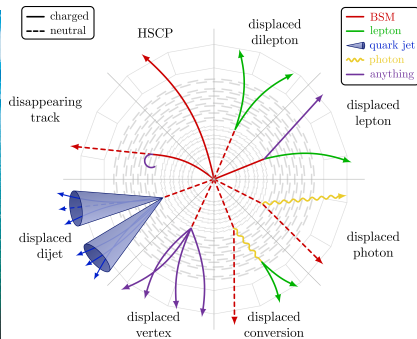 charged
neutral
HSCP
displaced
dilepton
BSM
lepton
quark jet
photon
anything
disappearing
track
displaced
lepton
displaced
dijet
displaced
photon
displaced
vertex
displaced
conversion